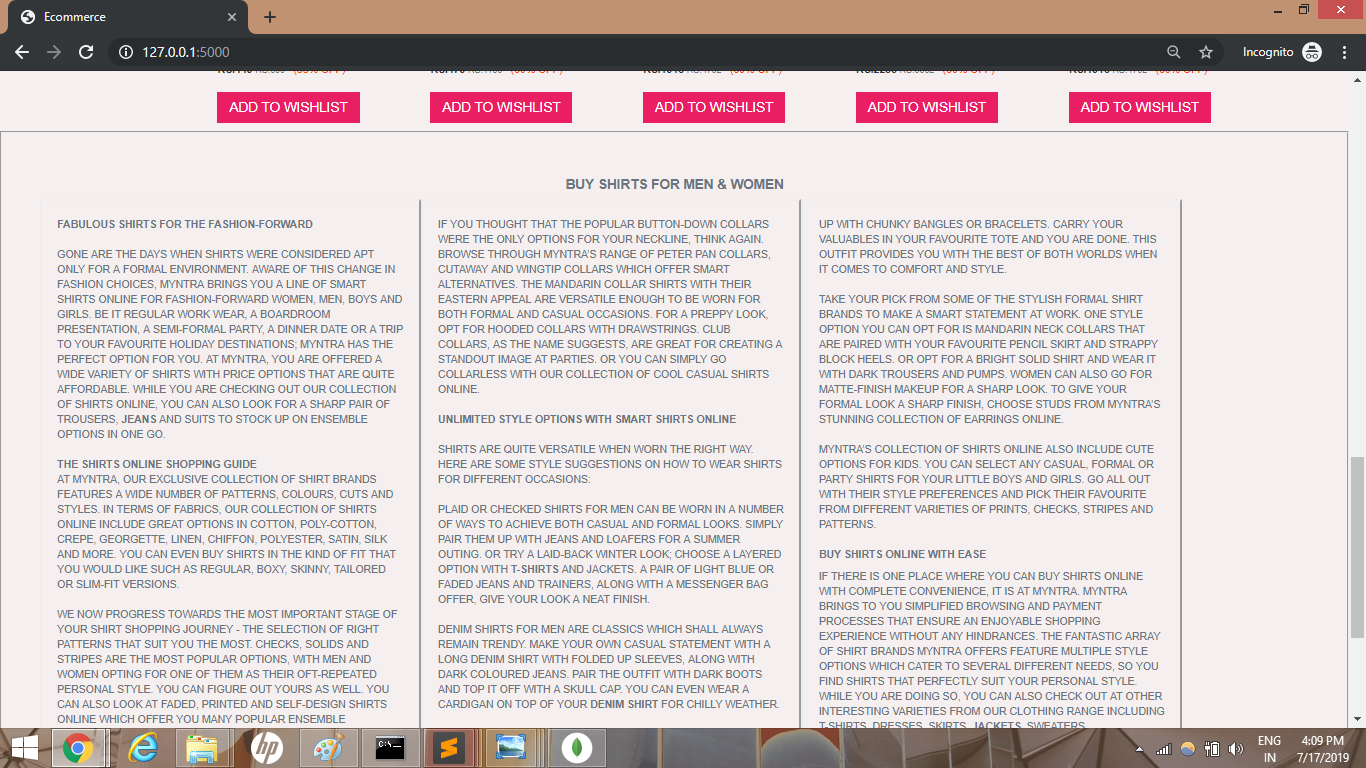 Ecommerce
127.0.0.1:5000
Incognito
ADD TO WISHLIST ADD TO WISHLIST ADD TO WISHLIST ADD TO WISHLIST ADD TO WISHLIST
BUY SHIRTS FOR MEN & WOMEN
FABULOUS SHIRTS FOR THE FASHION-FORWARD
GONE ARE THE DAYS WHEN SHIRTS WERE CONSIDERED APT
ONLY FOR A FORMAL ENVIRONMENT. AWARE OF THIS CHANGE IN
FASHION CHOICES, MYNTRA BRINGS YOU A LINE OF SMART
SHIRTS ONLINE FOR FASHION-FORWARD WOMEN, MEN, BOYS AND
GIRLS. BE IT REGULAR WORK WEAR, A BOARDROOM
PRESENTATION, A SEMI-FORMAL PARTY, A DINNER DATE OR A TRIP
TO YOUR FAVOURITE HOLIDAY DESTINATIONS; MYNTRA HAS THE
PERFECT OPTION FOR YOU. AT MYNTRA, YOU ARE OFFERED A
WIDE VARIETY OF SHIRTS WITH PRICE OPTIONS THAT ARE QUITE
AFFORDABLE. WHILE YOU ARE CHECKING OUT OUR COLLECTION
OF SHIRTS ONLINE, YOU CAN ALSO LOOK FOR A SHARP PAIR OF
TROUSERS, JEANS AND SUITS TO STOCK UP ON ENSEMBLE
OPTIONS IN ONE GO.
THE SHIRTS ONLINE SHOPPING GUIDE
AT MYNTRA, OUR EXCLUSIVE COLLECTION OF SHIRT BRANDS
FEATURES A WIDE NUMBER OF PATTERNS, COLOURS, CUTS AND
STYLES. IN TERMS OF FABRICS, OUR COLLECTION OF SHIRTS
ONLINE INCLUDE GREAT OPTIONS IN COTTON, POLY-COTTON,
CREPE, GEORGETTE, LINEN, CHIFFON, POLYESTER, SATIN, SILK
AND MORE. YOU CAN EVEN BUY SHIRTS IN THE KIND OF FIT THAT
YOU WOULD LIKE SUCH AS REGULAR, BOXY, SKINNY, TAILORED
OR SLIM-FIT VERSIONS.
WE NOW PROGRESS TOWARDS THE MOST IMPORTANT STAGE OF
YOUR SHIRT SHOPPING JOURNEY - THE SELECTION OF RIGHT
PATTERNS THAT SUIT YOU THE MOST. CHECKS, SOLIDS AND
STRIPES ARE THE MOST POPULAR OPTIONS, WITH MEN AND
WOMEN OPTING FOR ONE OF THEM AS THEIR OFT-REPEATED
PERSONAL STYLE. YOU CAN FIGURE OUT YOURS AS WELL. YOU
CAN ALSO LOOK AT FADED, PRINTED AND SELF-DESIGN SHIRTS
ONLINE WHICH OFFER YOU MANY POPULAR ENSEMBLE
IF YOU THOUGHT THAT THE POPULAR BUTTON-DOWN COLLARS
WERE THE ONLY OPTIONS FOR YOUR NECKLINE, THINK AGAIN.
BROWSE THROUGH MYNTRA'S RANGE OF PETER PAN COLLARS,
CUTAWAY AND WINGTIP COLLARS WHICH OFFER SMART
ALTERNATIVES. THE MANDARIN COLLAR SHIRTS WITH THEIR
EASTERN APPEAL ARE VERSATILE ENOUGH TO BE WORN FOR
BOTH FORMAL AND CASUAL OCCASIONS. FOR A PREPPY LOOK,
OPT FOR HOODED COLLARS WITH DRAWSTRINGS. CLUB
COLLARS, AS THE NAME SUGGESTS, ARE GREAT FOR CREATING A
STANDOUT IMAGE AT PARTIES. OR YOU CAN SIMPLY GO
COLLARLESS WITH OUR COLLECTION OF COOL CASUAL SHIRTS
ONLINE.
UNLIMITED STYLE OPTIONS WITH SMART SHIRTS ONLINE
SHIRTS ARE QUITE VERSATILE WHEN WORN THE RIGHT WAY.
HERE ARE SOME STYLE SUGGESTIONS ON HOW TO WEAR SHIRTS
FOR DIFFERENT OCCASIONS:
PLAID OR CHECKED SHIRTS FOR MEN CAN BE WORN IN A NUMBER
OF WAYS TO ACHIEVE BOTH CASUAL AND FORMAL LOOKS. SIMPLY
PAIR THEM UP WITH JEANS AND LOAFERS FOR A SUMMER
OUTING. OR TRY A LAID-BACK WINTER LOOK; CHOOSE A LAYERED
OPTION WITH T-SHIRTS AND JACKETS. A PAIR OF LIGHT BLUE OR
FADED JEANS AND TRAINERS, ALONG WITH A MESSENGER BAG
OFFER, GIVE YOUR LOOK A NEAT FINISH.
DENIM SHIRTS FOR MEN ARE CLASSICS WHICH SHALL ALWAYS
REMAIN TRENDY. MAKE YOUR OWN CASUAL STATEMENT WITH A
LONG DENIM SHIRT WITH FOLDED UP SLEEVES, ALONG WITH
DARK COLOURED JEANS. PAIR THE OUTFIT WITH DARK BOOTS
AND TOP IT OFF WITH A SKULL CAP. YOU CAN EVEN WEAR A
CARDIGAN ON TOP OF YOUR DENIM SHIRT FOR CHILLY WEATHER.
UP WITH CHUNKY BANGLES OR BRACELETS. CARRY YOUR
VALUABLES IN YOUR FAVOURITE TOTE AND YOU ARE DONE. THIS
OUTFIT PROVIDES YOU WITH THE BEST OF BOTH WORLDS WHEN
IT COMES TO COMFORT AND STYLE.
TAKE YOUR PICK FROM SOME OF THE STYLISH FORMAL SHIRT
BRANDS TO MAKE A SMART STATEMENT AT WORK. ONE STYLE
OPTION YOU CAN OPT FOR IS MANDARIN NECK COLLARS THAT
ARE PAIRED WITH YOUR FAVOURITE PENCIL SKIRT AND STRAPPY
BLOCK HEELS. OR OPT FOR A BRIGHT SOLID SHIRT AND WEAR IT
WITH DARK TROUSERS AND PUMPS. WOMEN CAN ALSO GO FOR
MATTE-FINISH MAKEUP FOR A SHARP LOOK. TO GIVE YOUR
FORMAL LOOK A SHARP FINISH, CHOOSE STUDS FROM MYNTRA'S
STUNNING COLLECTION OF EARRINGS ONLINE.
MYNTRA'S COLLECTION OF SHIRTS ONLINE ALSO INCLUDE CUTE
OPTIONS FOR KIDS. YOU CAN SELECT ANY CASUAL, FORMAL OR
PARTY SHIRTS FOR YOUR LITTLE BOYS AND GIRLS. GO ALL OUT
WITH THEIR STYLE PREFERENCES AND PICK THEIR FAVOURITE
FROM DIFFERENT VARIETIES OF PRINTS, CHECKS, STRIPES AND
PATTERNS.
BUY SHIRTS ONLINE WITH EASE
IF THERE IS ONE PLACE WHERE YOU CAN BUY SHIRTS ONLINE
WITH COMPLETE CONVENIENCE, IT IS AT MYNTRA. MYNTRA
BRINGS TO YOU SIMPLIFIED BROWSING AND PAYMENT
PROCESSES THAT ENSURE AN ENJOYABLE SHOPPING
EXPERIENCE WITHOUT ANY HINDRANCES. THE FANTASTIC ARRAY
OF SHIRT BRANDS MYNTRA OFFERS FEATURE MULTIPLE STYLE
OPTIONS WHICH CATER TO SEVERAL DIFFERENT NEEDS, SO YOU
FIND SHIRTS THAT PERFECTLY SUIT YOUR PERSONAL STYLE.
WHILE YOU ARE DOING SO, YOU CAN ALSO CHECK OUT AT OTHER
INTERESTING VARIETIES FROM OUR CLOTHING RANGE INCLUDING
T-SHIRTS, DRESSES, SKIRTS, JACKETS, SWEATERS,
hp
C:\
ENG
IN
4:09 PM
7/17/2019